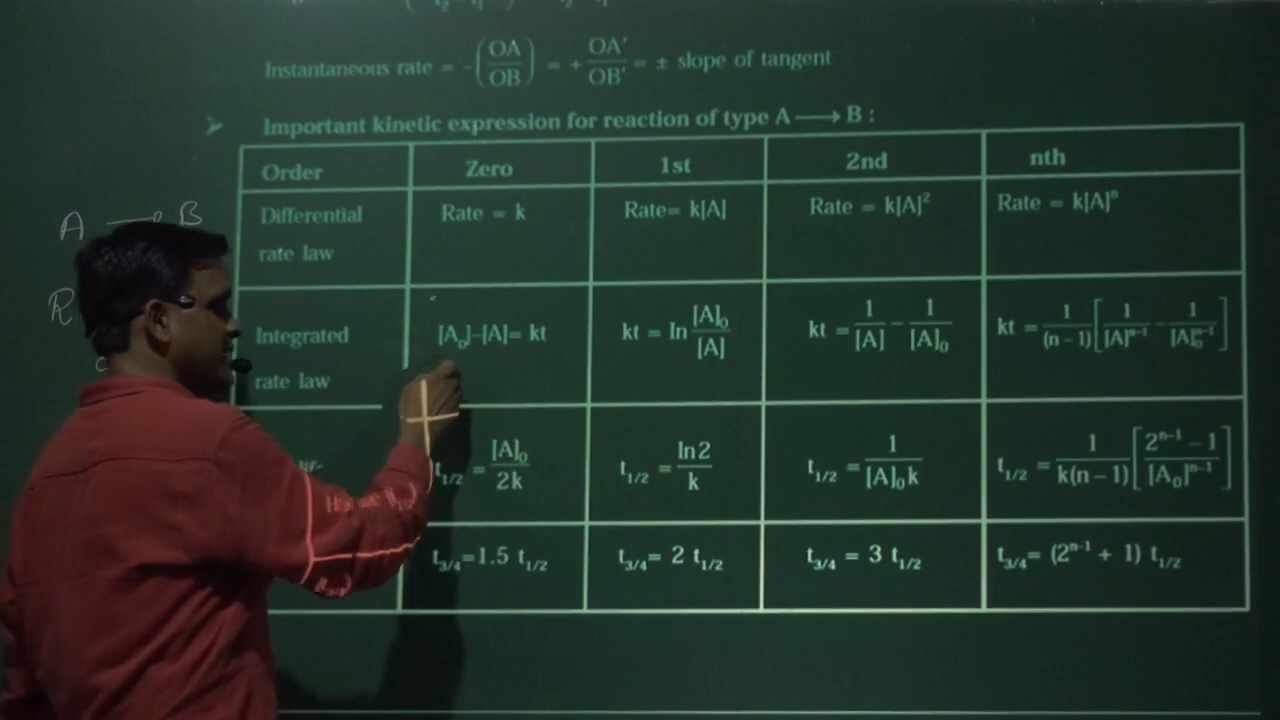 Instantaneous rate = -(OA/OB) = + OA′/OB′ = ± slope of tangent
➢ Important kinetic expression for reaction of type A ⟶ B :
Order Zero 1st 2nd nth
Differential rate law Rate = k Rate= k[A] Rate = k[A]² Rate = k[A]ⁿ
Integrated rate law [A₀]–[A]= kt kt = ln [A]₀/[A] kt = 1/[A] – 1/[A]₀ kt = 1/(n – 1) [1/[A]ⁿ⁻¹ – 1/[A]₀ⁿ⁻¹]
t₁/₂ = [A]₀/2k t₁/₂ = ln2/k t₁/₂ = 1/[A]₀k t₁/₂ = 1/k(n – 1) [2ⁿ⁻¹ – 1/[A₀]ⁿ⁻¹]
t₃/₄=1.5 t₁/₂ t₃/₄= 2 t₁/₂ t₃/₄ = 3 t₁/₂ t₃/₄= (2ⁿ⁻¹ + 1) t₁/₂
A ⟶ B
R